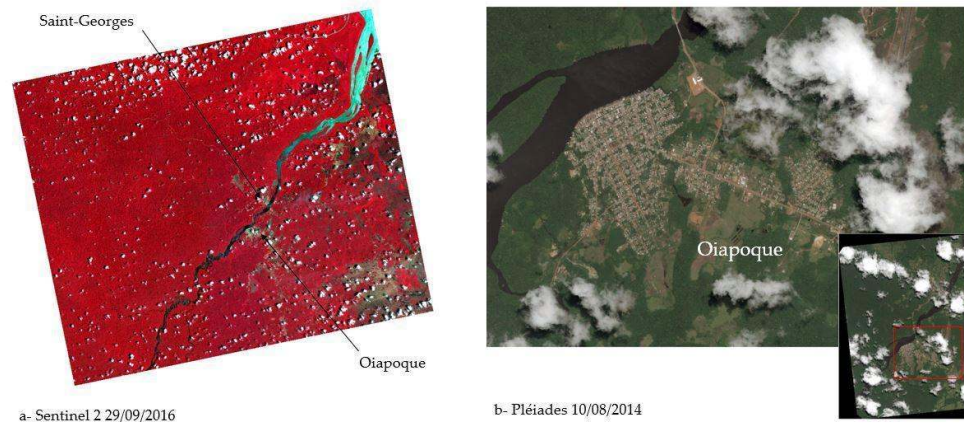 Saint-Georges
Oiapoque
Oiapoque
a- Sentinel 2 29/09/2016
b- Pléiades 10/08/2014